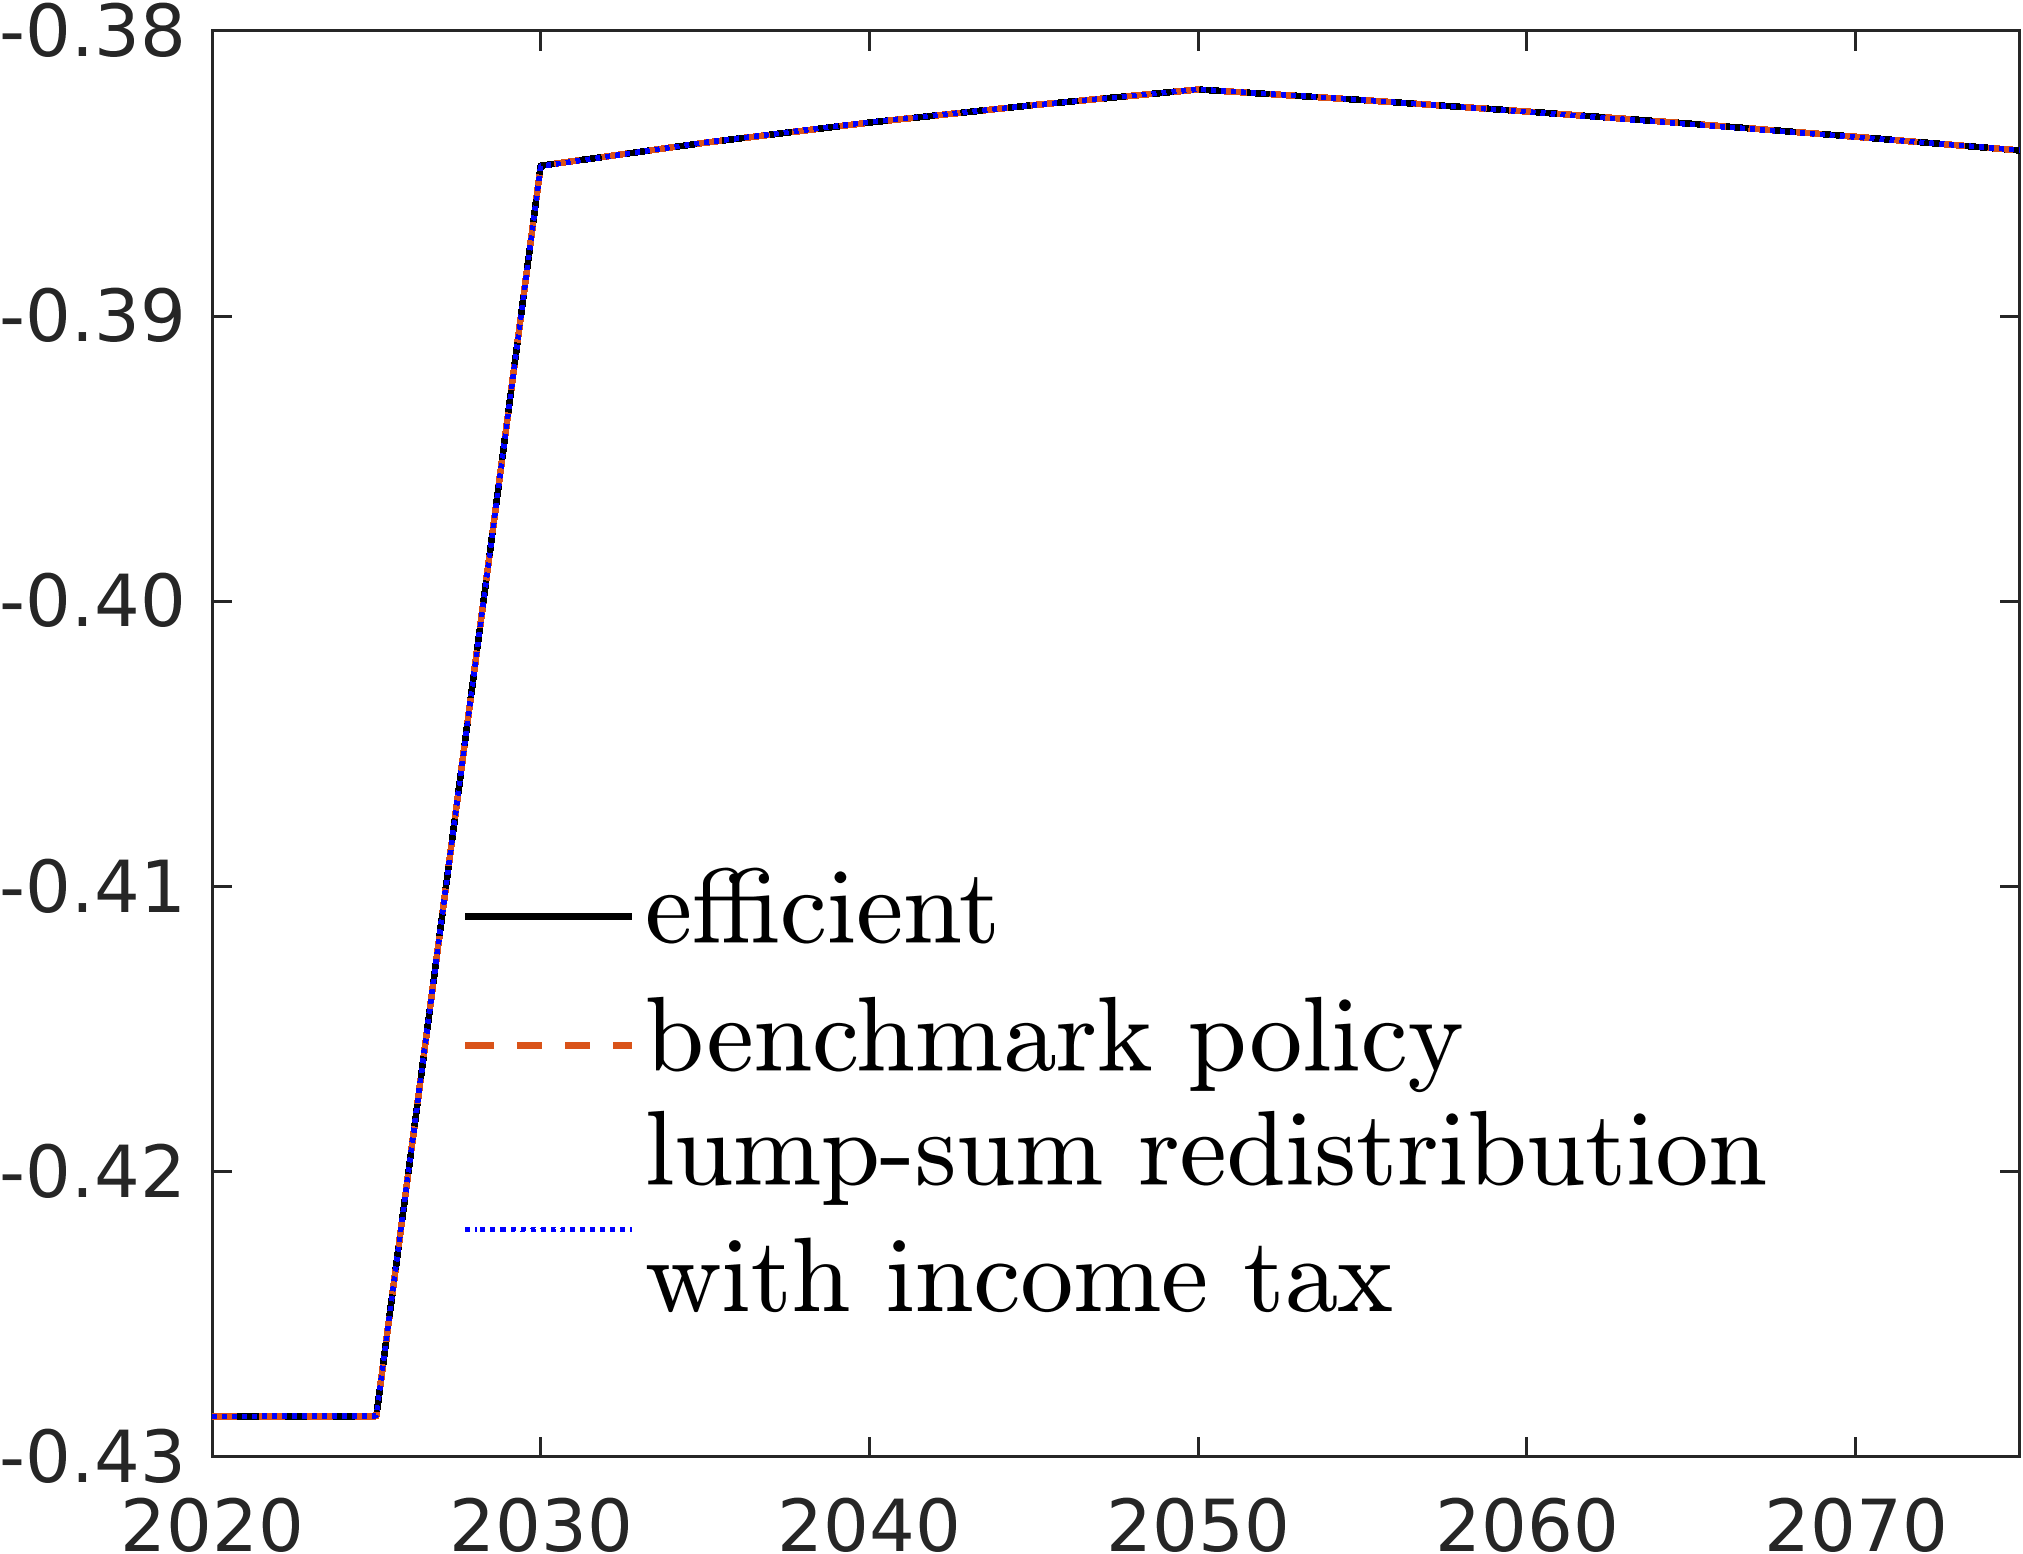 -0.38
-0.39
-0.40
-0.41
-0.42
-0.43
efficient
benchmark policy
lump-sum redistribution
with income tax
2020 2030 2040 2050 2060 2070